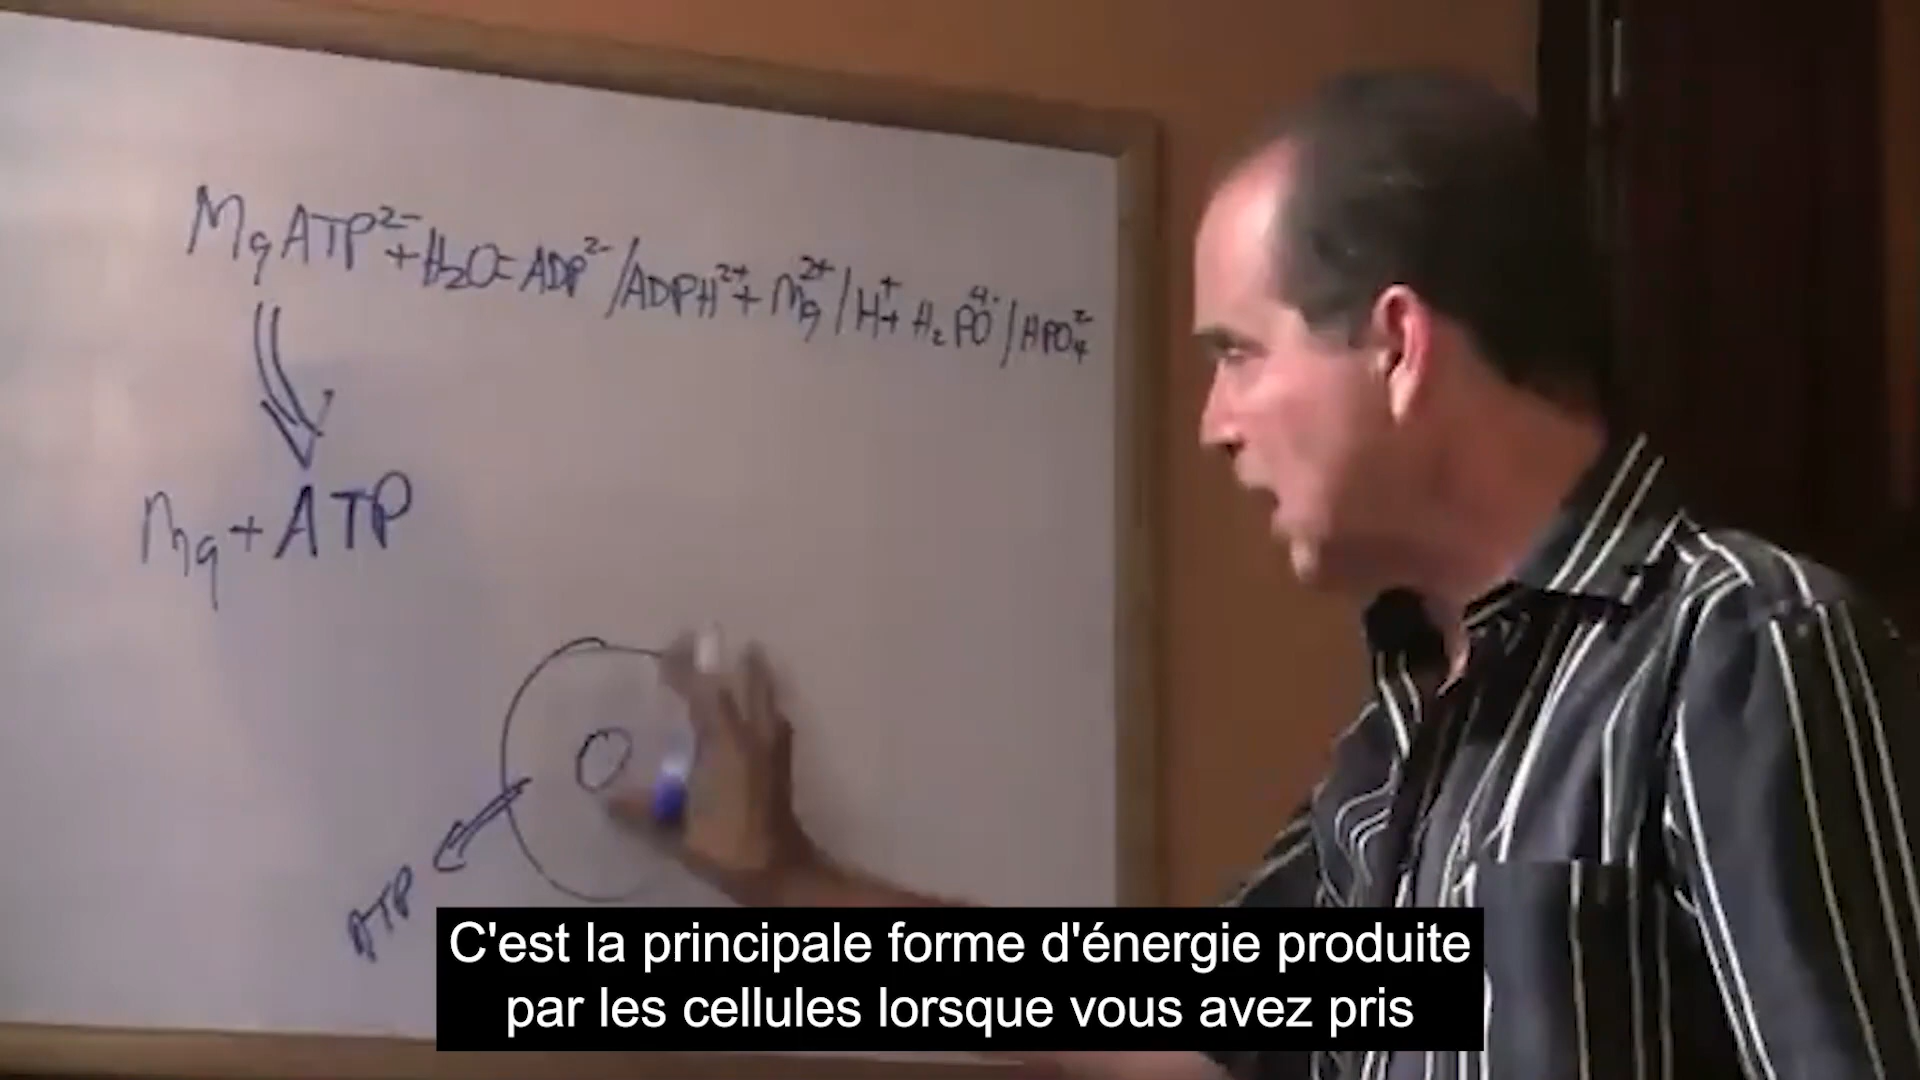 MgATP²⁻ + H₂O = ADP²⁻ / ADPH²⁺ + Mg²⁺ / H⁺ + H₂PO⁴⁻ / HPO₄²⁻
Mg + ATP
ATP
C'est la principale forme d'énergie produite
par les cellules lorsque vous avez pris